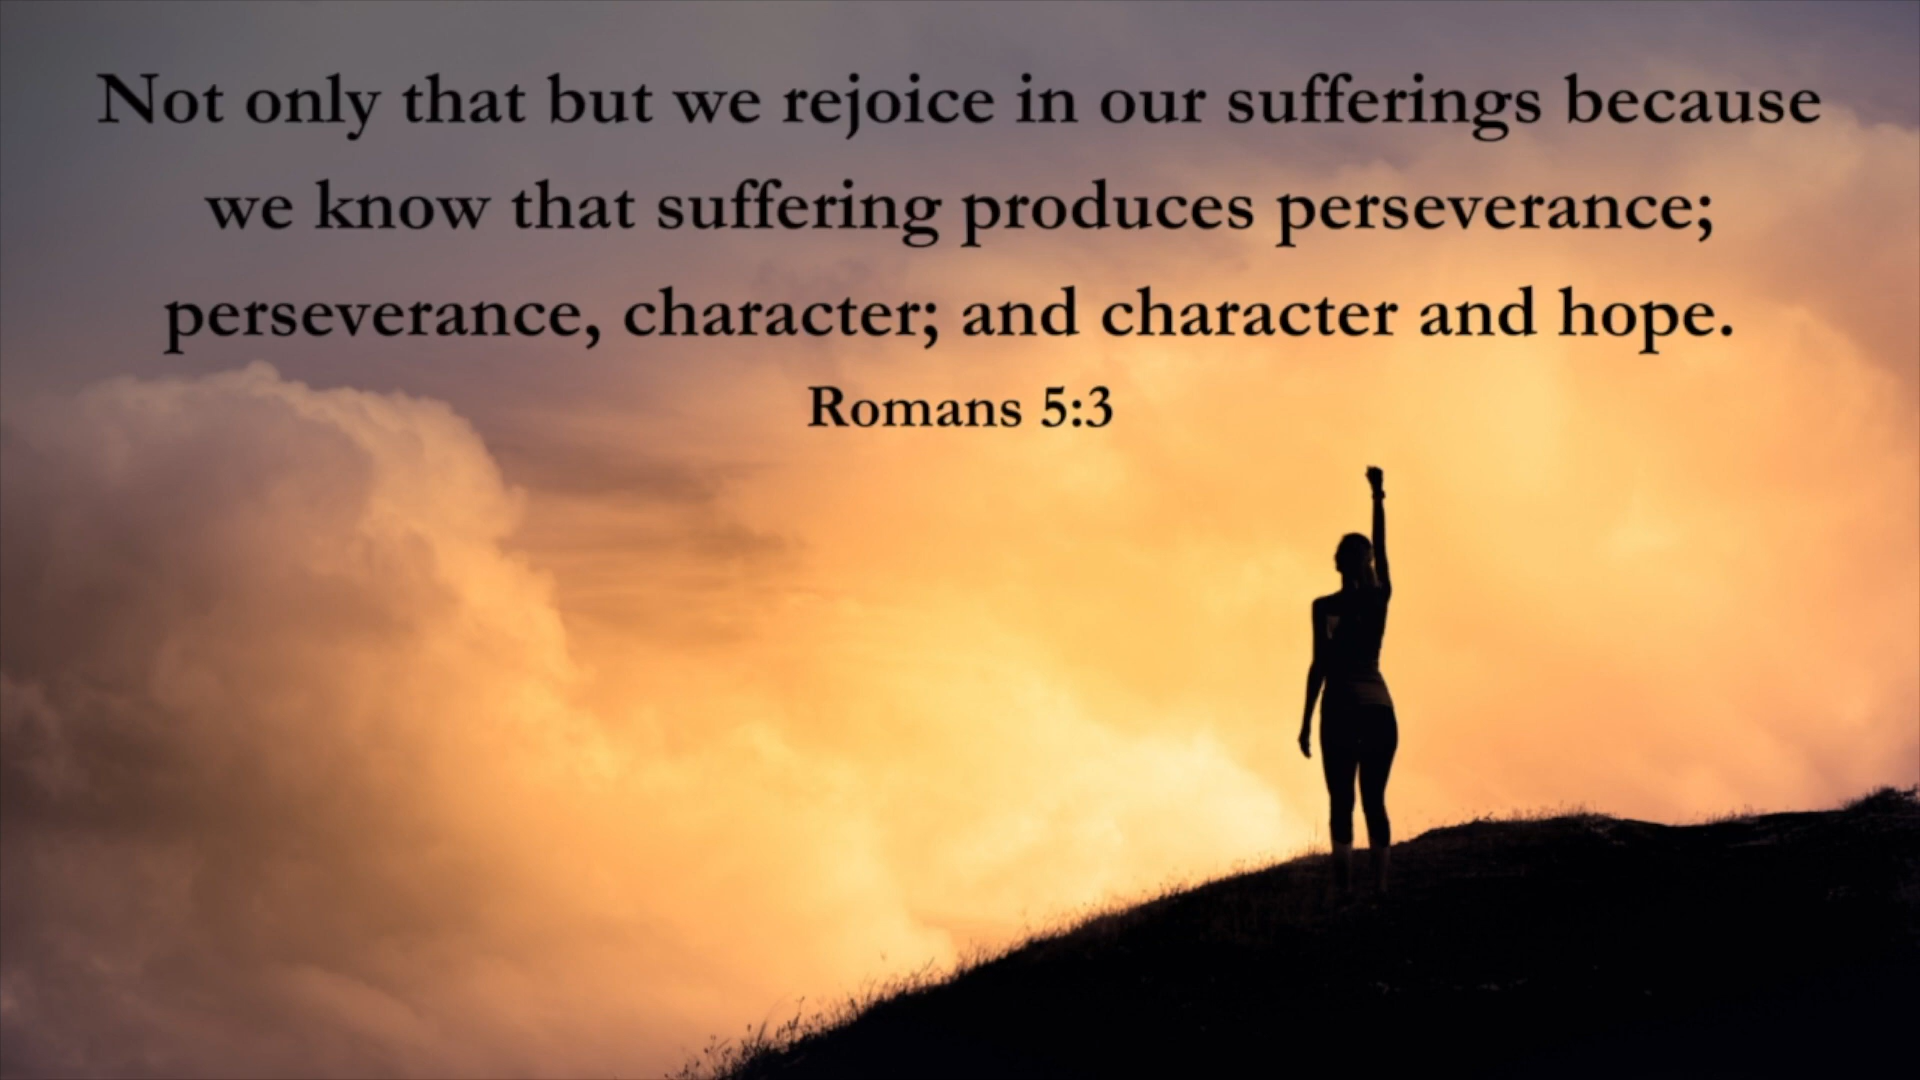 Not only that but we rejoice in our sufferings because
we know that suffering produces perseverance;
perseverance, character; and character and hope.
Romans 5:3